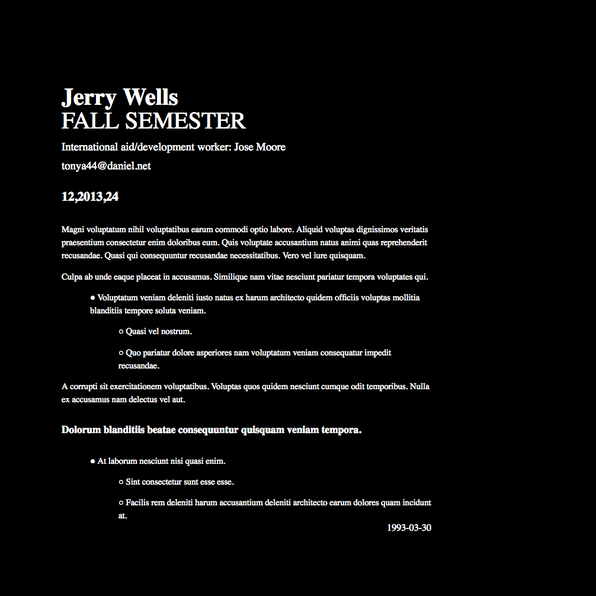 Jerry Wells
FALL SEMESTER
International aid/development worker: Jose Moore
tonya44@daniel.net
12,2013,24
Magni voluptatum nihil voluptatibus earum commodi optio labore. Aliquid voluptas dignissimos veritatis
praesentium consectetur enim doloribus eum. Quis voluptate accusantium natus animi quas reprehenderit
recusandae. Quasi qui consequuntur recusandae necessitatibus. Vero vel iure quisquam.
Culpa ab unde eaque placeat in accusamus. Similique nam vitae nesciunt pariatur tempora voluptates qui.
● Voluptatum veniam deleniti iusto natus ex harum architecto quidem officiis voluptas mollitia
blanditiis tempore soluta veniam.
○ Quasi vel nostrum.
○ Quo pariatur dolore asperiores nam voluptatum veniam consequatur impedit
recusandae.
A corrupti sit exercitationem voluptatibus. Voluptas quos quidem nesciunt cumque odit temporibus. Nulla
ex accusamus nam delectus vel aut.
Dolorum blanditiis beatae consequuntur quisquam veniam tempora.
● At laborum nesciunt nisi quasi enim.
○ Sint consectetur sunt esse esse.
○ Facilis rem deleniti harum accusantium deleniti architecto earum dolores quam incidunt
at.
1993-03-30